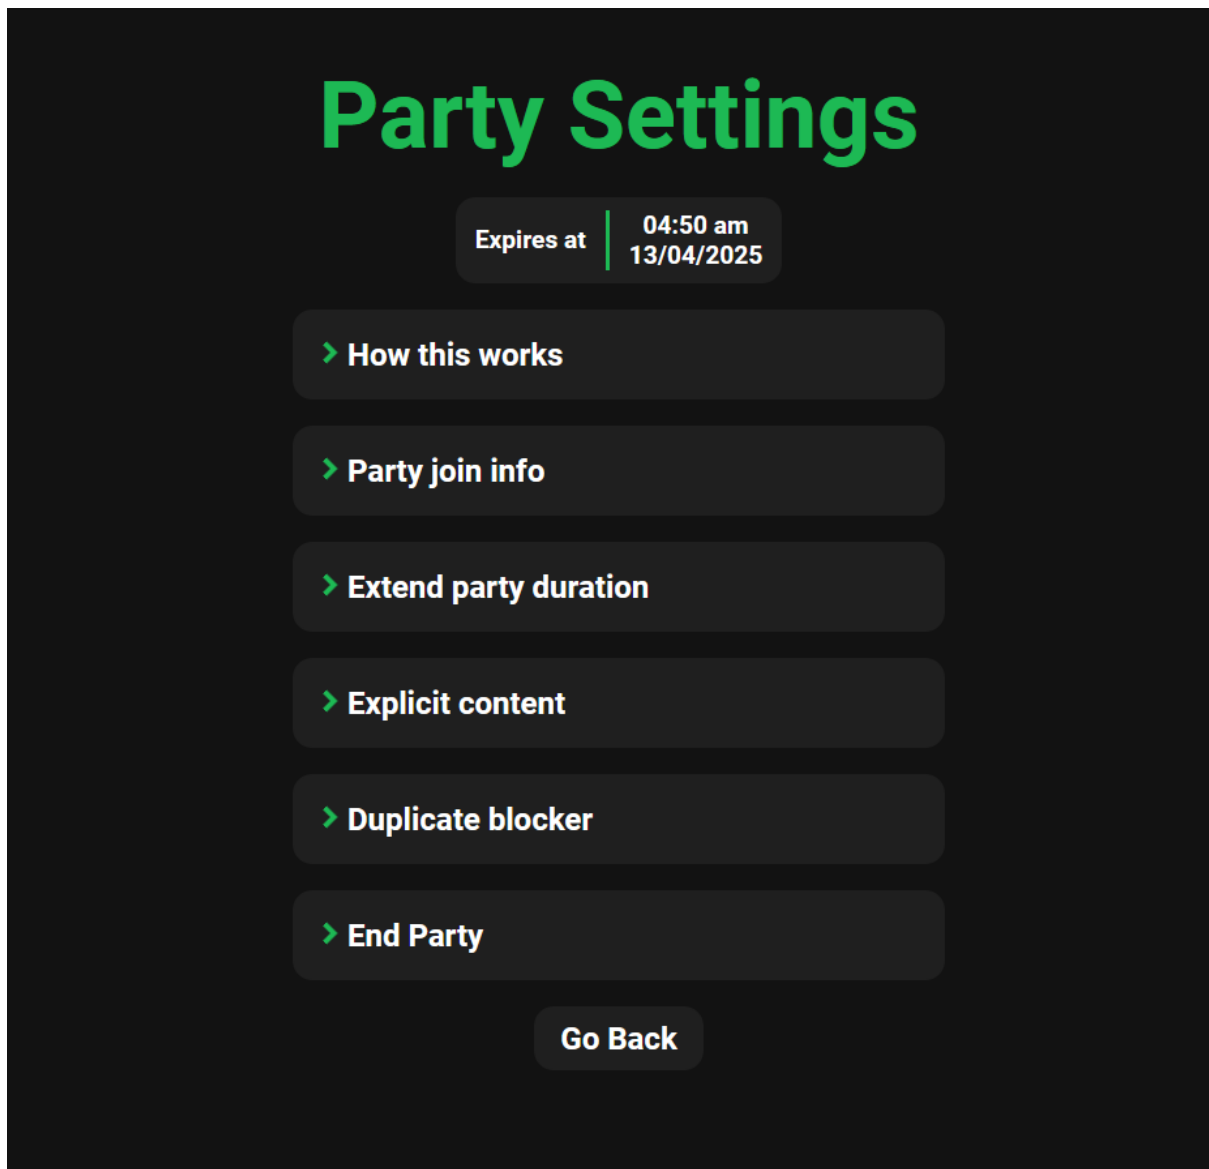 Party Settings
Expires at
04:50 am
13/04/2025
How this works
Party join info
Extend party duration
Explicit content
Duplicate blocker
End Party
Go Back